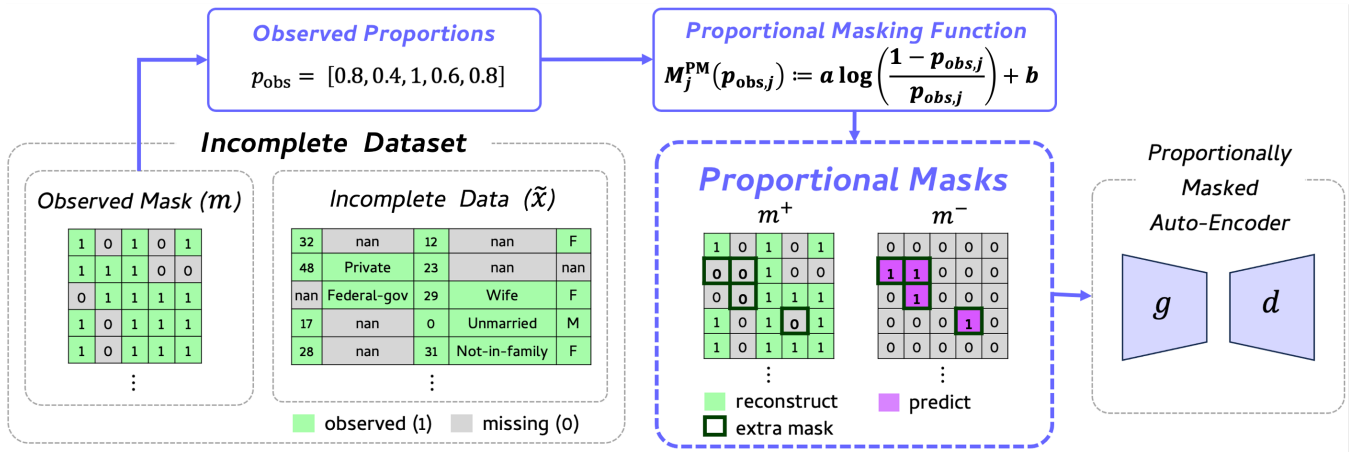 Observed Proportions
p_obs = [0.8, 0.4, 1, 0.6, 0.8]
Proportional Masking Function
M_j^PM(p_obs,j) ≔ a log((1 − p_obs,j)/p_obs,j) + b
Incomplete Dataset
Observed Mask (m)
1 0 1 0 1
1 1 1 0 0
0 1 1 1 1
1 0 1 1 1
1 0 1 1 1
⋮
Incomplete Data (x̃)
32 nan 12 nan F
48 Private 23 nan nan
nan Federal-gov 29 Wife F
17 nan 0 Unmarried M
28 nan 31 Not-in-family F
⋮
observed (1) missing (0)
Proportional Masks
m⁺
1 0 1 0 1
0 0 1 0 0
0 0 1 1 1
1 0 1 0 1
1 0 1 1 1
⋮
reconstruct
extra mask
m⁻
0 0 0 0 0
1 1 0 0 0
0 1 0 0 0
0 0 0 1 0
0 0 0 0 0
⋮
predict
Proportionally
Masked
Auto-Encoder
g d